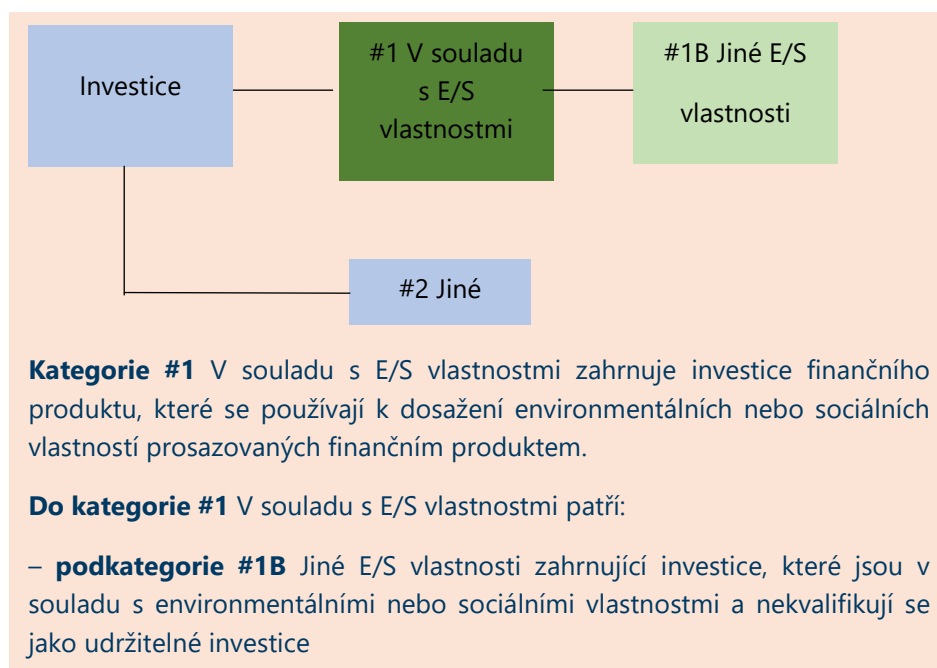 Investice
#1 V souladu
s E/S
vlastnostmi
#1B Jiné E/S
vlastnosti
#2 Jiné
Kategorie #1 V souladu s E/S vlastnostmi zahrnuje investice finančního
produktu, které se používají k dosažení environmentálních nebo sociálních
vlastností prosazovaných finančním produktem.
Do kategorie #1 V souladu s E/S vlastnostmi patří:
– podkategorie #1B Jiné E/S vlastnosti zahrnující investice, které jsou v
souladu s environmentálními nebo sociálními vlastnostmi a nekvalifikují se
jako udržitelné investice